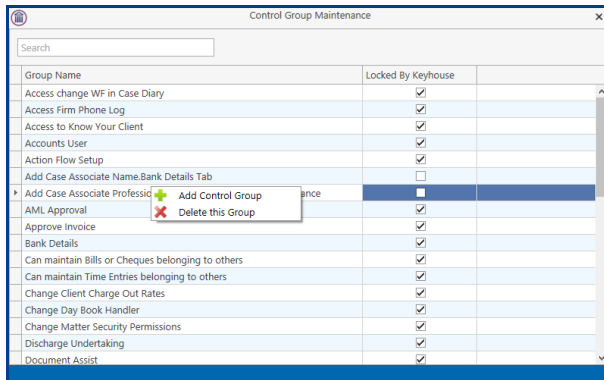 Control Group Maintenance
Search
Group Name Locked By Keyhouse
Access change WF in Case Diary
Access Firm Phone Log
Access to Know Your Client
Accounts User
Action Flow Setup
Add Case Associate Name.Bank Details Tab
Add Case Associate Professio ance
Add Control Group
Delete this Group
AML Approval
Approve Invoice
Bank Details
Can maintain Bills or Cheques belonging to others
Can maintain Time Entries belonging to others
Change Client Charge Out Rates
Change Day Book Handler
Change Matter Security Permissions
Discharge Undertaking
Document Assist